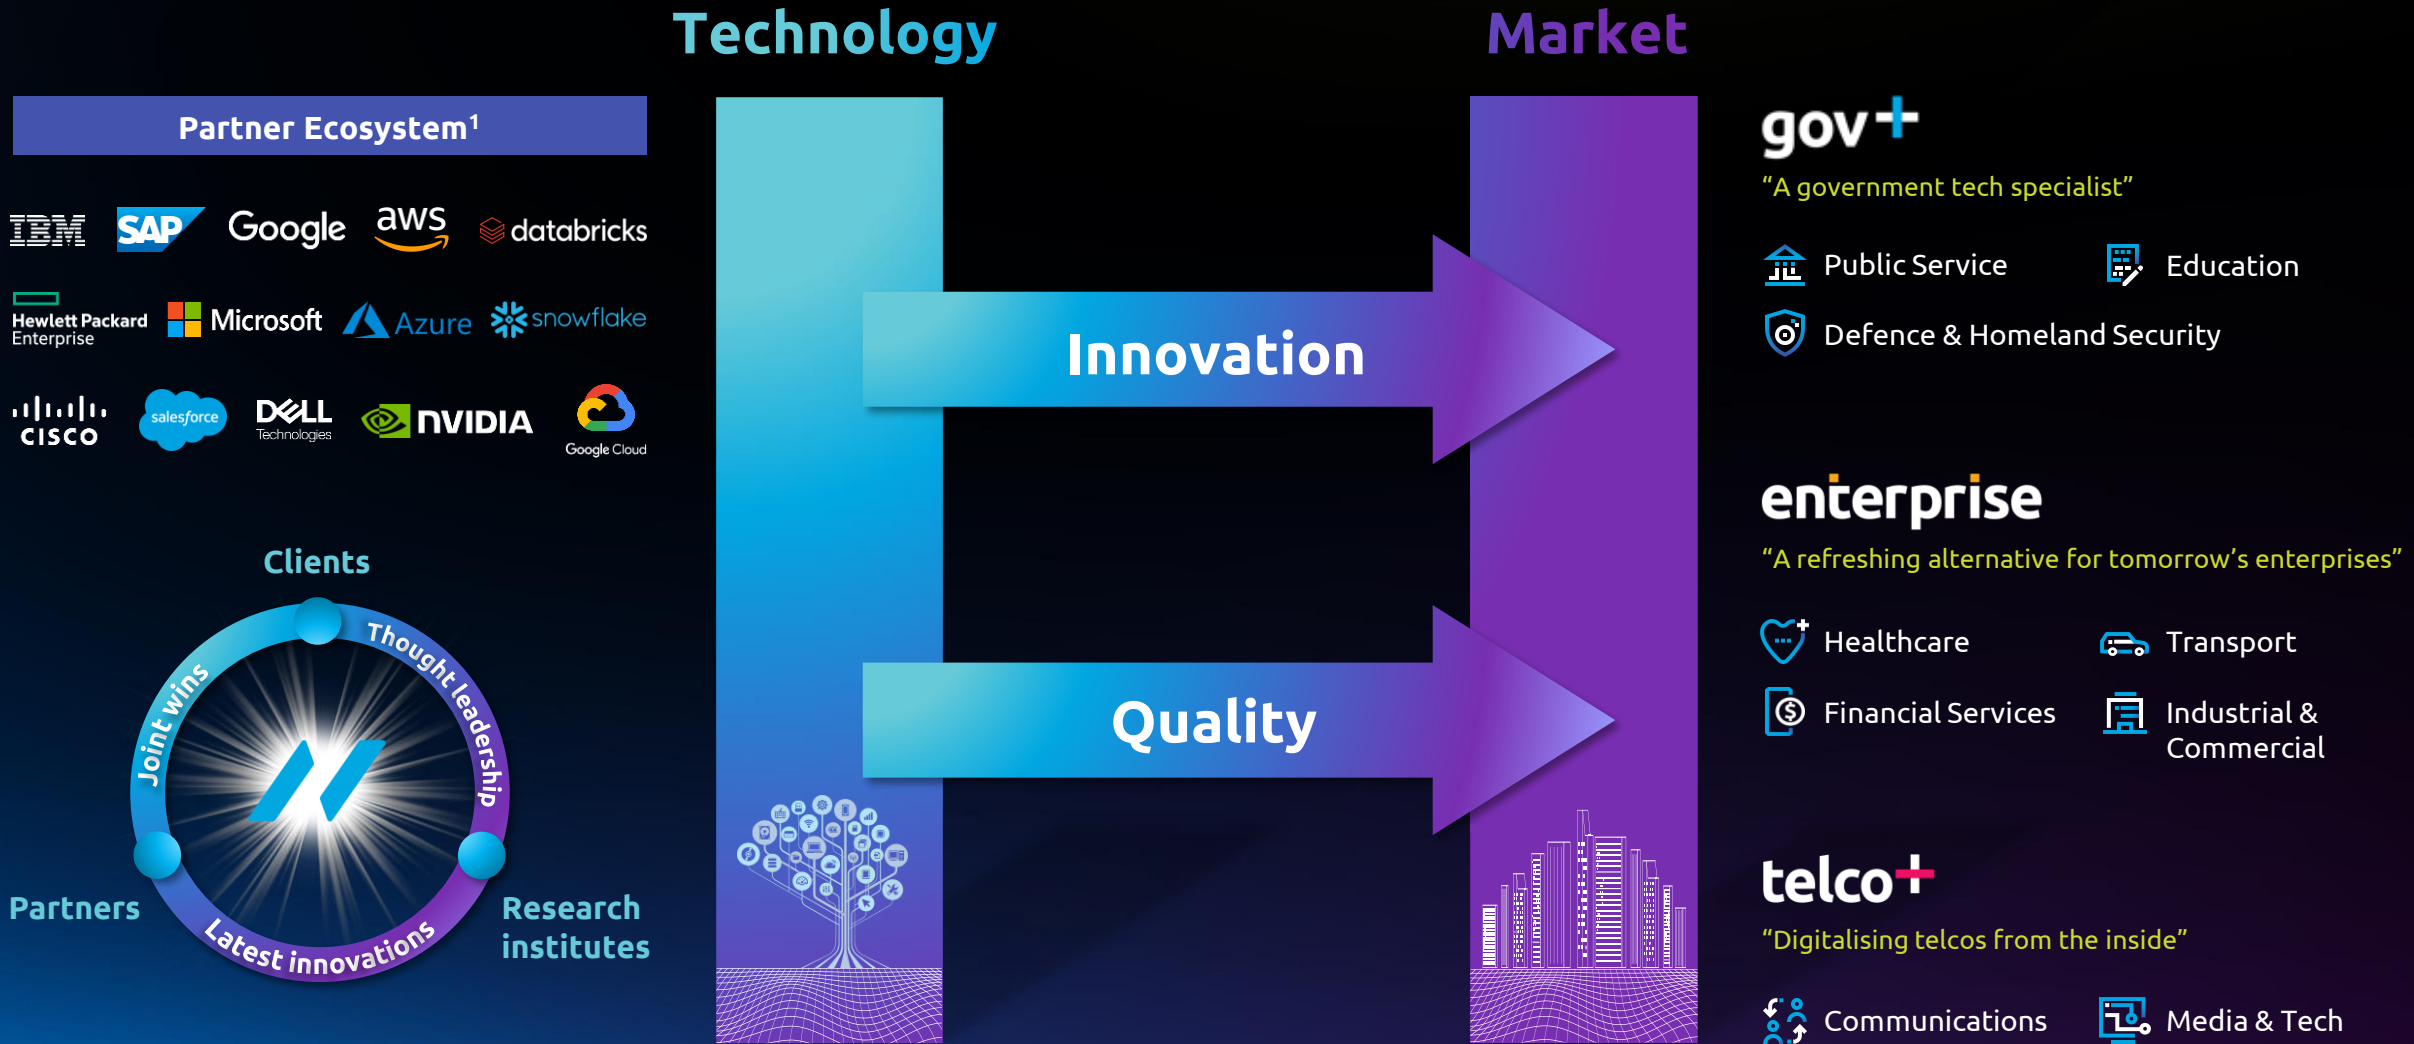 Technology
Market
Partner Ecosystem¹
IBM
SAP
Google
aws
databricks
Hewlett Packard
Enterprise
Microsoft
Azure
snowflake
CISCO
salesforce
DELL
Technologies
NVIDIA
Google Cloud
Clients
Joint wins
Thought leadership
Partners
Latest innovations
Research
institutes
Innovation
Quality
gov+
“A government tech specialist”
Public Service
Education
Defence & Homeland Security
enterprise
“A refreshing alternative for tomorrow’s enterprises”
Healthcare
Transport
Financial Services
Industrial &
Commercial
telco+
“Digitalising telcos from the inside”
Communications
Media & Tech